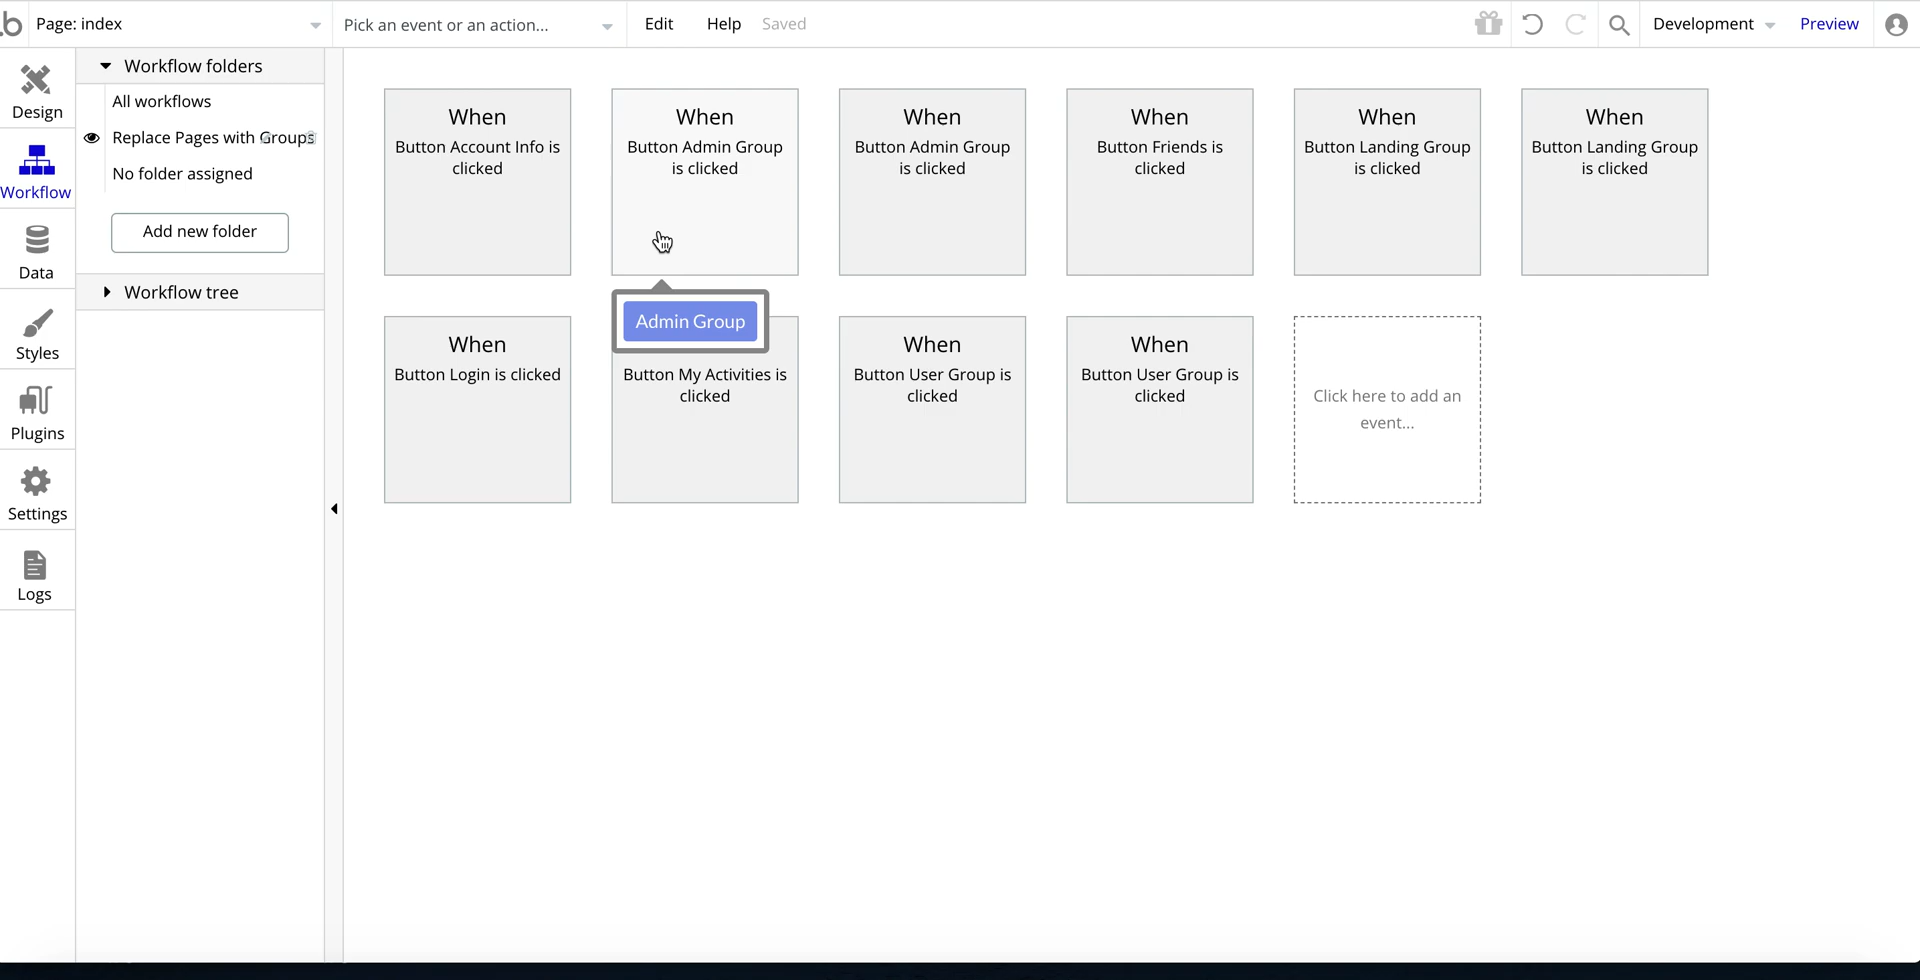 .b
Page: index
Pick an event or an action...
Edit
Help
Saved
Development
Preview
Design
Workflow
Data
Styles
Plugins
Settings
Logs
Workflow folders
All workflows
Replace Pages with Groups
No folder assigned
Add new folder
Workflow tree
When
Button Account Info is
clicked
When
Button Admin Group
is clicked
When
Button Admin Group
is clicked
When
Button Friends is
clicked
When
Button Landing Group
is clicked
When
Button Landing Group
is clicked
Admin Group
When
Button Login is clicked
Button My Activities is
clicked
When
Button User Group is
clicked
When
Button User Group is
clicked
Click here to add an
event...